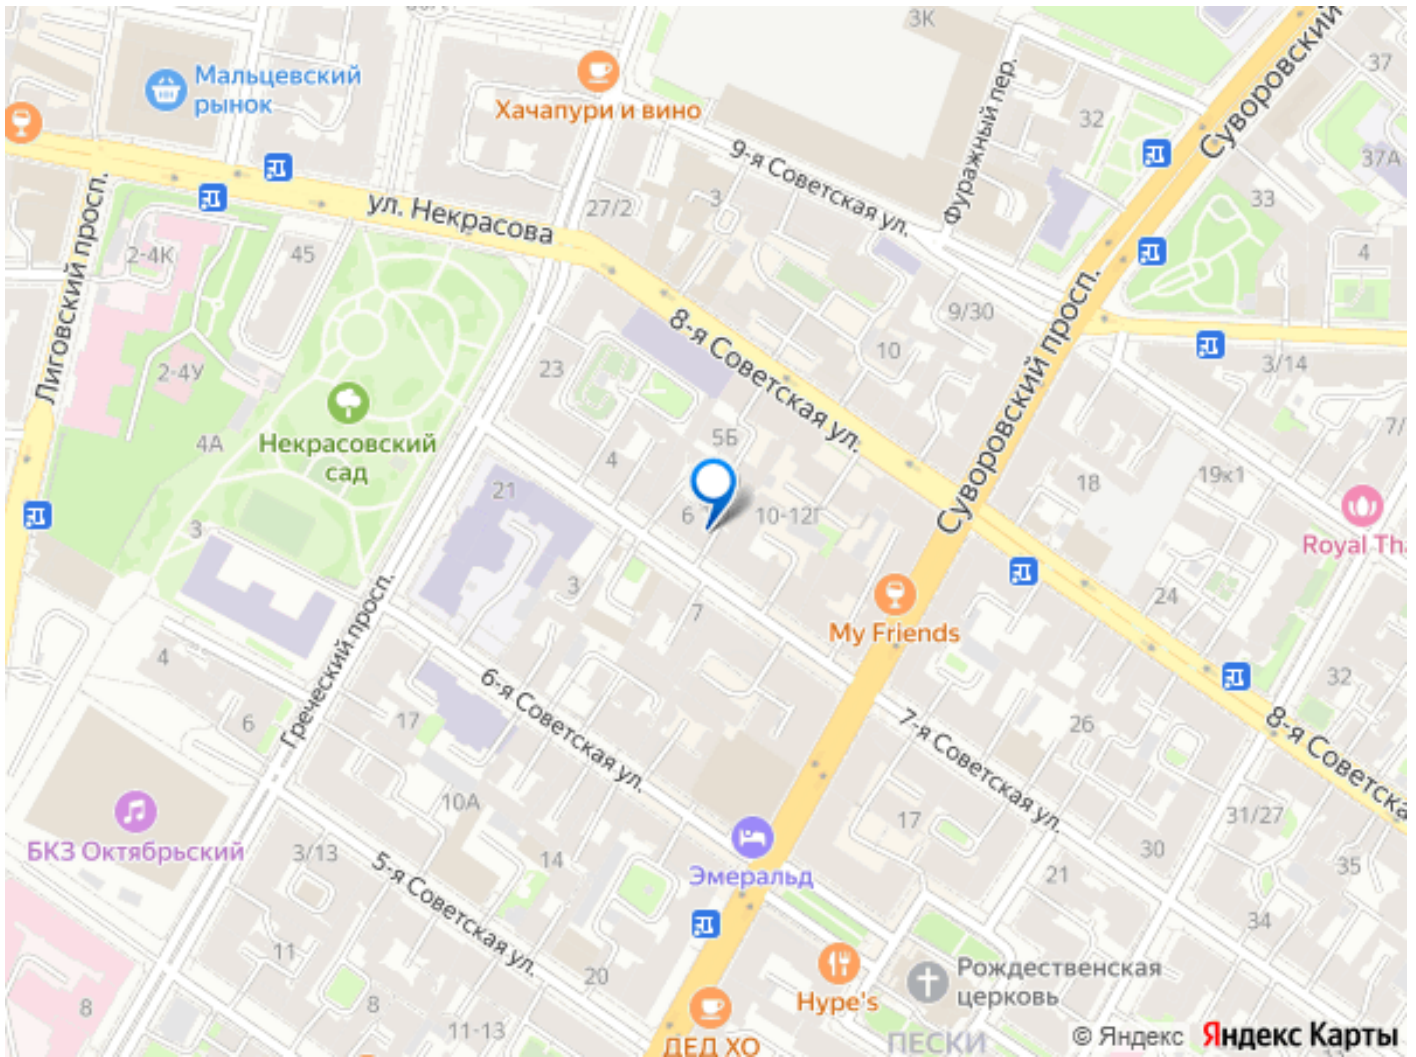 3К
37
Суворовский
Мальцевский
рынок
Хачапури и вино
Фуражный пер.
32
9-я Советская ул.
37А
Лиговский просп.
ул. Некрасова
27/2
3
33
2-4К
45
4
Суворовский просп.
9/30
8-я Советская ул.
10
3/14
23
2-4У
7/
4А
Некрасовский
сад
5Б
4
21
18
19к1
6
10-12Г
3
Royal Tha
3
7
24
My Friends
Греческий просп.
4
6-я Советская ул.
32
6
17
7-я Советская ул.
26
8-я Советска
10А
17
31/27
БКЗ Октябрьский
3/13
5-я Советская ул.
14
Эмеральд
30
21
35
11
34
20
Hype's
Рождественская
церковь
8
8
11-13
ДЕД ХО
ПЕСКИ
© Яндекс Яндекс Карты